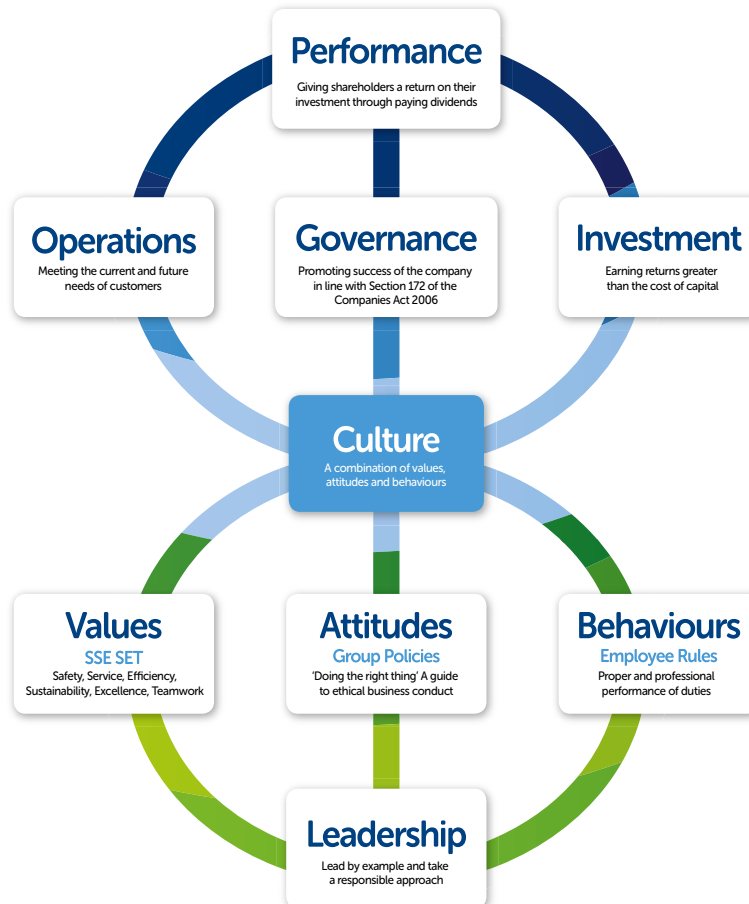 Performance
Giving shareholders a return on their
investment through paying dividends
Operations
Meeting the current and future
needs of customers
Governance
Promoting success of the company
in line with Section 172 of the
Companies Act 2006
Investment
Earning returns greater
than the cost of capital
Culture
A combination of values,
attitudes and behaviours
Values
SSE SET
Safety, Service, Efficiency,
Sustainability, Excellence, Teamwork
Attitudes
Group Policies
‘Doing the right thing’ A guide
to ethical business conduct
Behaviours
Employee Rules
Proper and professional
performance of duties
Leadership
Lead by example and take
a responsible approach